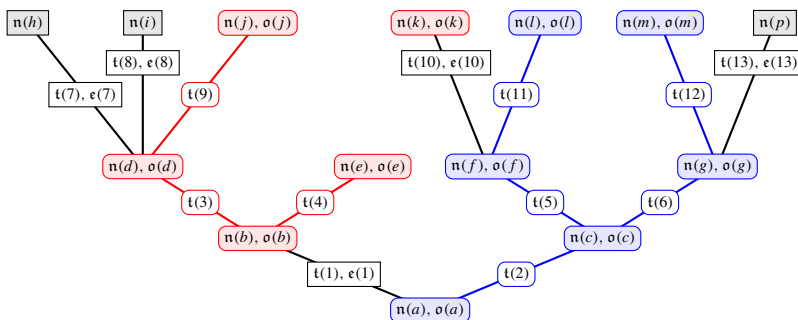 𝔫(h) 𝔫(i) 𝔫(j), 𝔬(j) 𝔫(k), 𝔬(k) 𝔫(l), 𝔬(l) 𝔫(m), 𝔬(m) 𝔫(p)
𝔱(8), 𝔢(8) 𝔱(10), 𝔢(10) 𝔱(13), 𝔢(13)
𝔱(7), 𝔢(7) 𝔱(9) 𝔱(11) 𝔱(12)
𝔫(d), 𝔬(d) 𝔫(e), 𝔬(e) 𝔫(f), 𝔬(f) 𝔫(g), 𝔬(g)
𝔱(3) 𝔱(4) 𝔱(5) 𝔱(6)
𝔫(b), 𝔬(b) 𝔫(c), 𝔬(c)
𝔱(1), 𝔢(1) 𝔱(2)
𝔫(a), 𝔬(a)